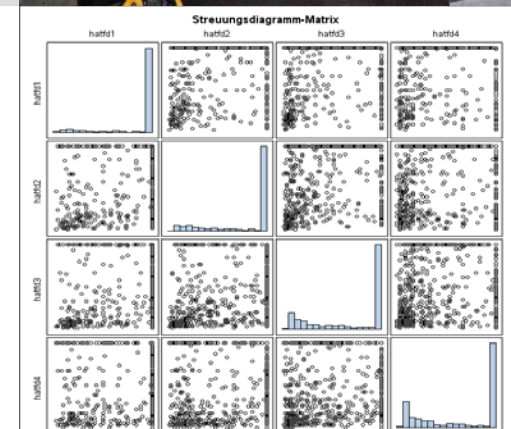 Streuungsdiagramm-Matrix
hatfd1 hatfd2 hatfd3 hatfd4
hatfd1
hatfd2
hatfd3
hatfd4